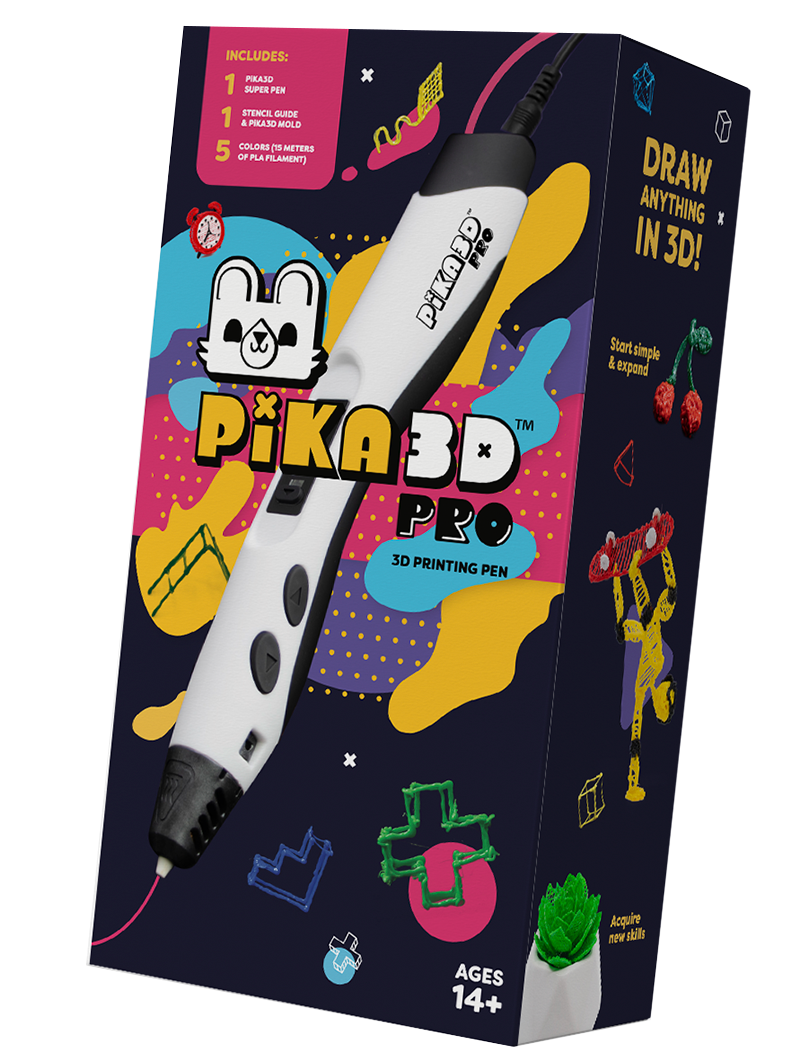 INCLUDES:
1 PIKA3D
SUPER PEN
1 STENCIL GUIDE
& PIKA3D MOLD
5 COLORS (15 METERS
OF PLA FILAMENT)
PIKA3D™
PRO
PiKA3D™
PRO
3D PRINTING PEN
AGES
14+
DRAW
ANYTHING
IN 3D!
Start simple
& expand
Acquire
new skills